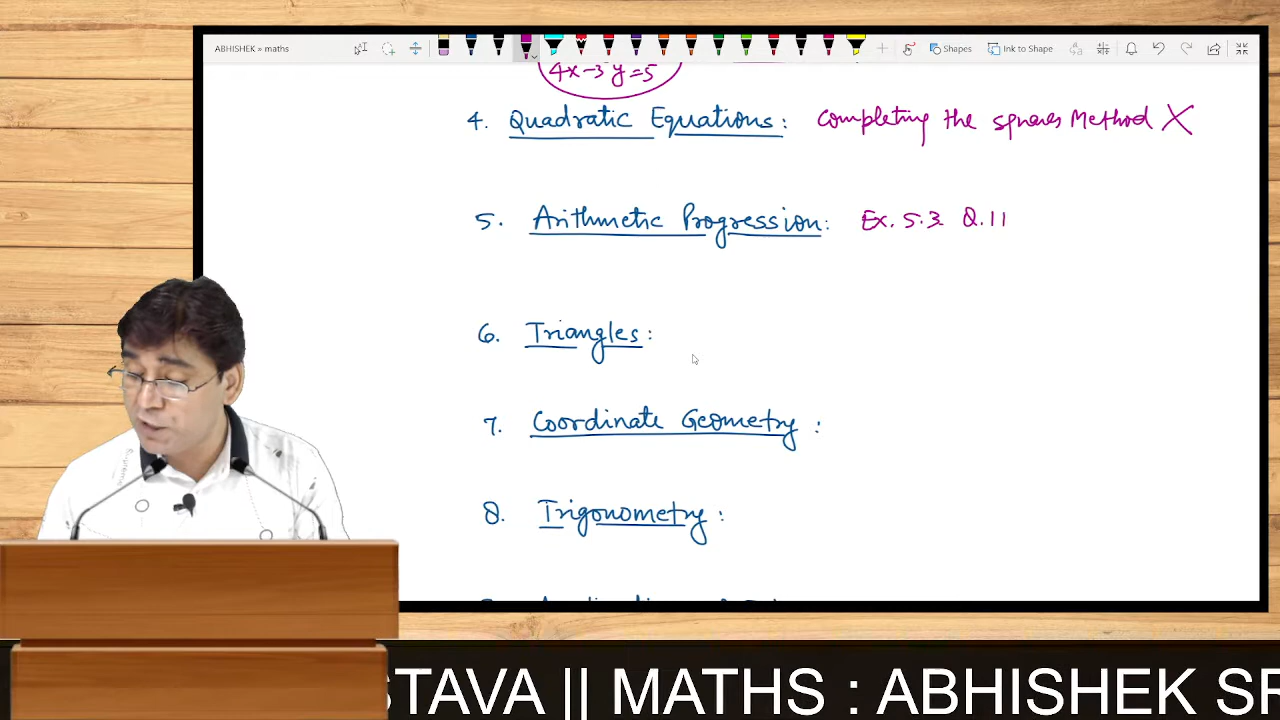 ABHISHEK » maths
Shapes
Ink to Shape
4x-3y=5
4. Quadratic Equations: Completing the squares Method X
5. Arithmetic Progression: Ex. 5.3 Q.11
6. Triangles:
7. Coordinate Geometry:
8. Trigonometry:
STAVA || MATHS : ABHISHEK SR